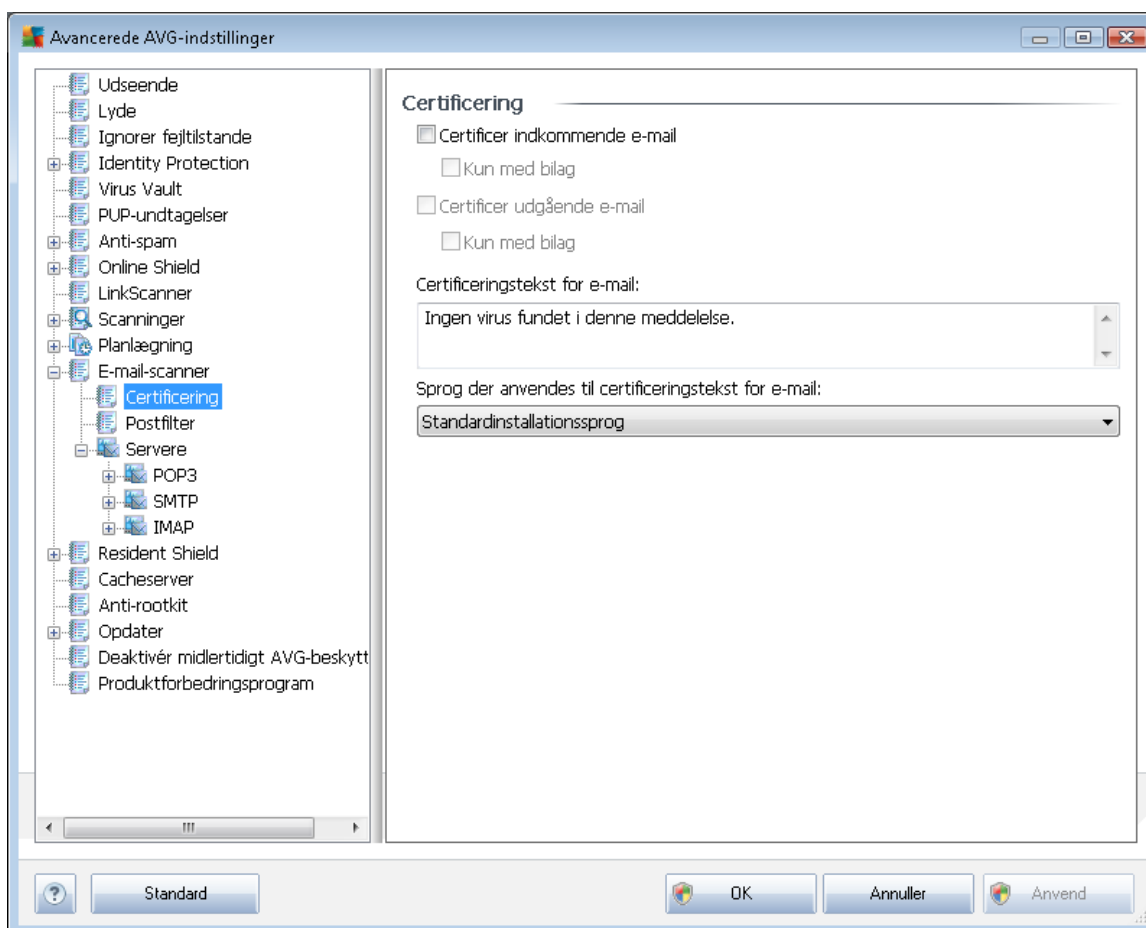 Avancerede AVG-indstillinger
Udseende
Lyde
Ignorer fejltilstande
Identity Protection
Virus Vault
PUP-undtagelser
Anti-spam
Online Shield
LinkScanner
Scanninger
Planlægning
E-mail-scanner
Certificering
Postfilter
Servere
POP3
SMTP
IMAP
Resident Shield
Cacheserver
Anti-rootkit
Opdater
Deaktivér midlertidigt AVG-beskytt
Produktforbedringsprogram
Certificering
Certificer indkommende e-mail
Kun med bilag
Certificer udgående e-mail
Kun med bilag
Certificeringstekst for e-mail:
Ingen virus fundet i denne meddelelse.
Sprog der anvendes til certificeringstekst for e-mail:
Standardinstallationssprog
?
Standard
OK
Annuller
Anvend